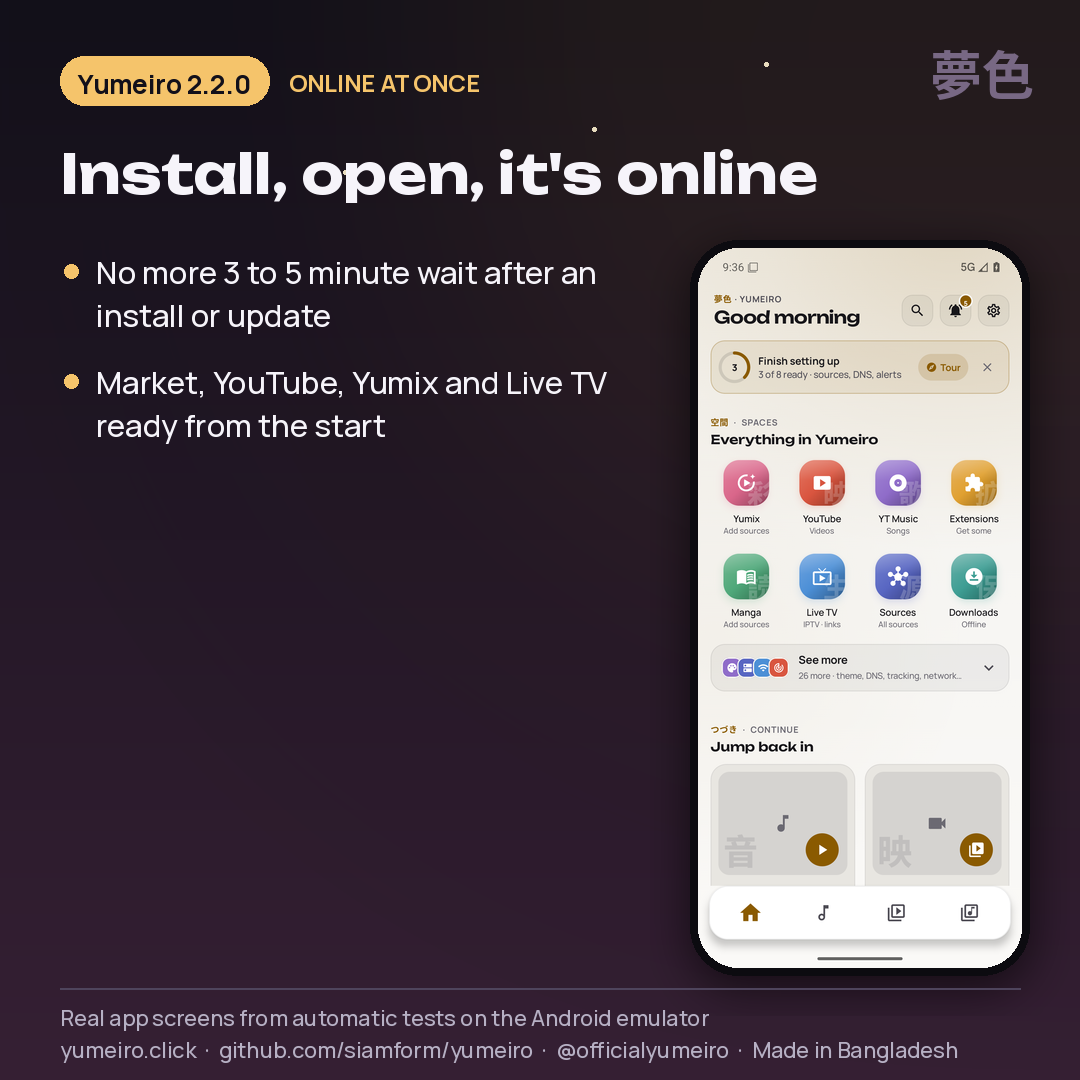 Yumeiro 2.2.0
ONLINE AT ONCE
夢色
Install, open, it's online
No more 3 to 5 minute wait after an
install or update
Market, YouTube, Yumix and Live TV
ready from the start
9:36
5G
夢色 · YUMEIRO
Good morning
3
Finish setting up
3 of 8 ready · sources, DNS, alerts
Tour
空間 · SPACES
Everything in Yumeiro
Yumix
Add sources
YouTube
Videos
YT Music
Songs
Extensions
Get some
Manga
Add sources
Live TV
IPTV · links
Sources
All sources
Downloads
Offline
See more
26 more · theme, DNS, tracking, network…
つづき · CONTINUE
Jump back in
音
映
Real app screens from automatic tests on the Android emulator
yumeiro.click · github.com/siamform/yumeiro · @officialyumeiro · Made in Bangladesh